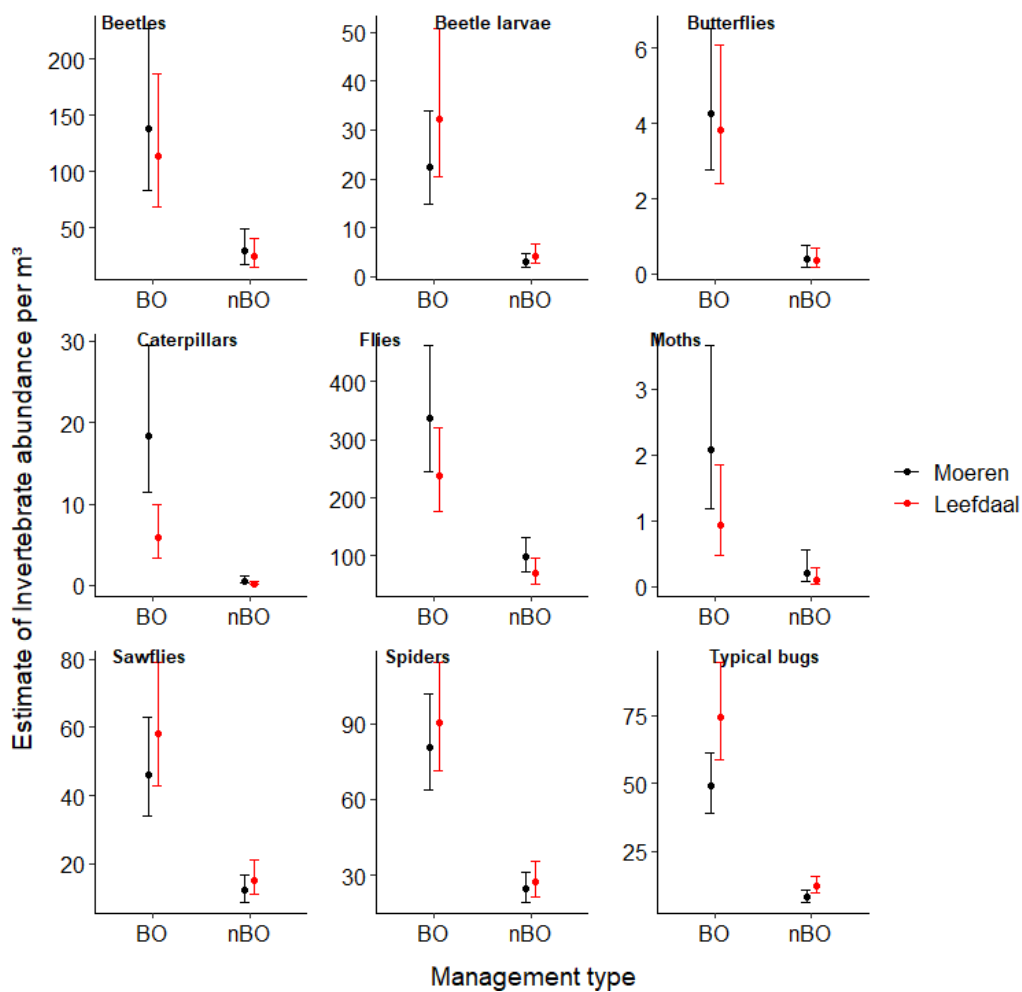 Beetles
Beetle larvae
Butterflies
200
150
100
50
50
40
30
20
10
0
6
4
2
0
BO
nBO
BO
nBO
BO
nBO
Caterpillars
Flies
Moths
30
20
10
0
400
300
200
100
3
2
1
0
BO
nBO
BO
nBO
BO
nBO
Sawflies
Spiders
Typical bugs
80
60
40
20
90
60
30
75
50
25
BO
nBO
BO
nBO
BO
nBO
Estimate of Invertebrate abundance per m³
Management type
Moeren
Leefdaal